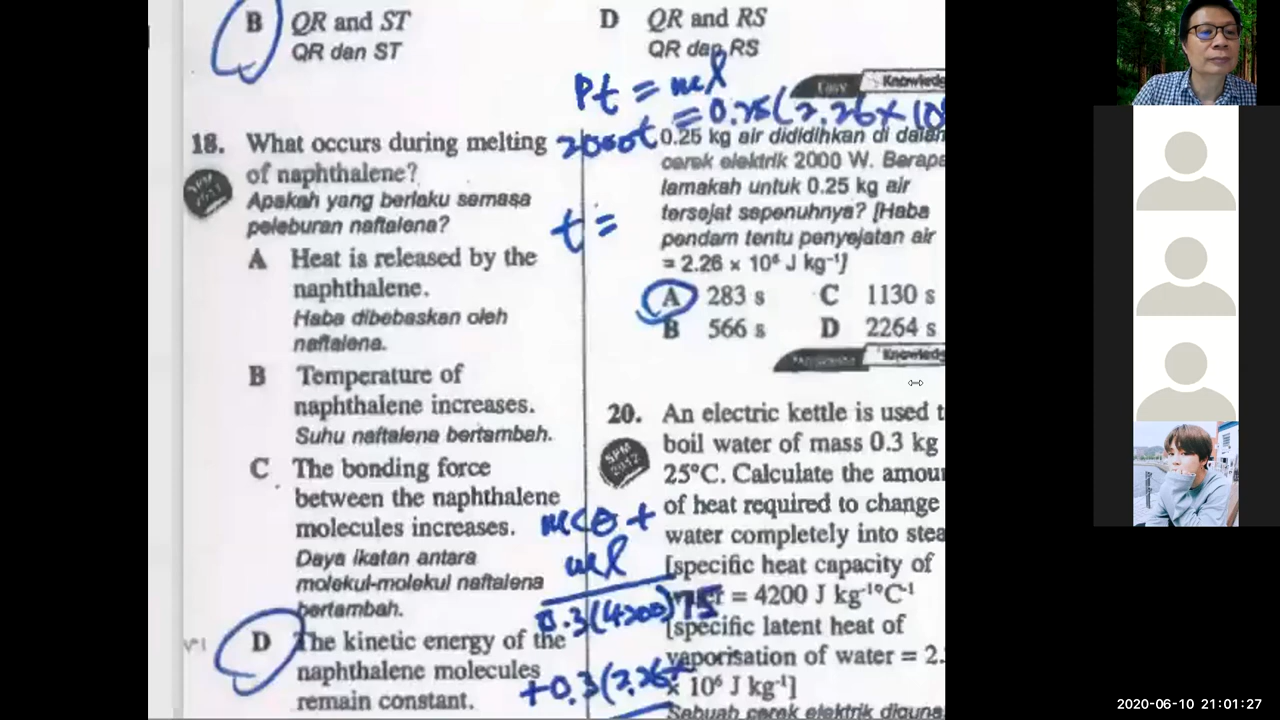 B QR and ST
QR dan ST
D QR and RS
QR dan RS
Pt = ml
= 0.25(2.26×10
2000t
t =
18. What occurs during melting
of naphthalene?
Apakah yang berlaku semasa
peleburan naftalena?
A Heat is released by the
naphthalene.
Haba dibebaskan oleh
naftalena.
B Temperature of
naphthalene increases.
Suhu naftalena bertambah.
C The bonding force
between the naphthalene
molecules increases.
Daya ikatan antara
molekul-molekul naftalena
bertambah.
D The kinetic energy of the
naphthalene molecules
remain constant.
Easy
0.25 kg air dididihkan di dalam
cerek elektrik 2000 W. Berapa
lamakah untuk 0.25 kg air
tersejat sepenuhnya? [Haba
pendam tentu penyejatan air
= 2.26 × 10⁶ J kg⁻¹]
A 283 s C 1130 s
B 566 s D 2264 s
20. An electric kettle is used t
SPM
2012
boil water of mass 0.3 kg
25°C. Calculate the amou
of heat required to change
water completely into stea
[specific heat capacity of
= 4200 J kg⁻¹°C⁻¹
[specific latent heat of
vaporisation of water = 2.
× 10⁶ J kg⁻¹]
Sebuah cerek elektrik diguna
mcθ +
ml
0.3(4200)75
+0.3(2.26×
2020-06-10 21:01:27